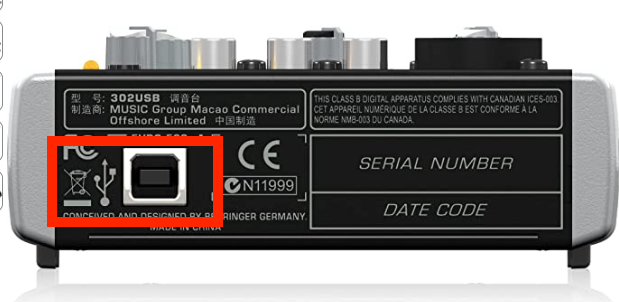 型 号: 302USB 调音台
制造商: MUSIC Group Macao Commercial
Offshore Limited 中国制造
THIS CLASS B DIGITAL APPARATUS COMPLIES WITH CANADIAN ICES-003.
CET APPAREIL NUMÉRIQUE DE LA CLASSE B EST CONFORME À LA
NORME NMB-003 DU CANADA.
FC
CE
N11999
SERIAL NUMBER
CONCEIVED AND DESIGNED BY BEHRINGER GERMANY.
MADE IN CHINA
DATE CODE